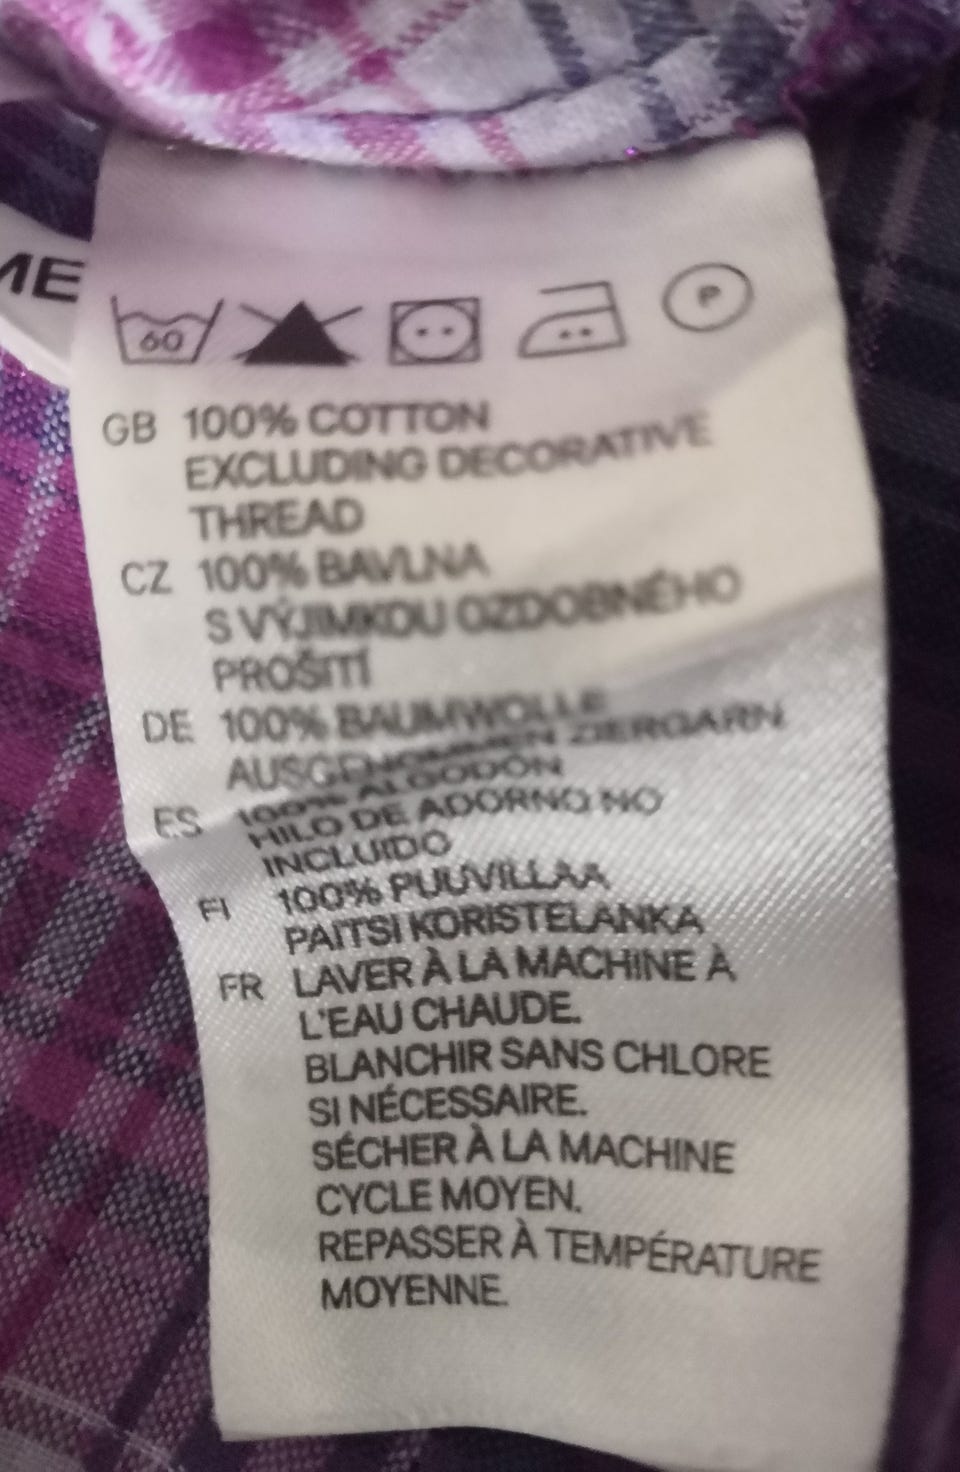 ME
60
P
GB 100% COTTON
EXCLUDING DECORATIVE
THREAD
CZ 100% BAVLNA
S VÝJIMKOU OZDOBNÉHO
PROŠITÍ
DE 100% BAUMWOLLE
AUSGENOMMEN ZIERGARN
ES 100% ALGODÓN
HILO DE ADORNO NO
INCLUIDO
FI 100% PUUVILLAA
PAITSI KORISTELANKA
FR LAVER À LA MACHINE À
L'EAU CHAUDE.
BLANCHIR SANS CHLORE
SI NÉCESSAIRE.
SÉCHER À LA MACHINE
CYCLE MOYEN.
REPASSER À TEMPÉRATURE
MOYENNE.